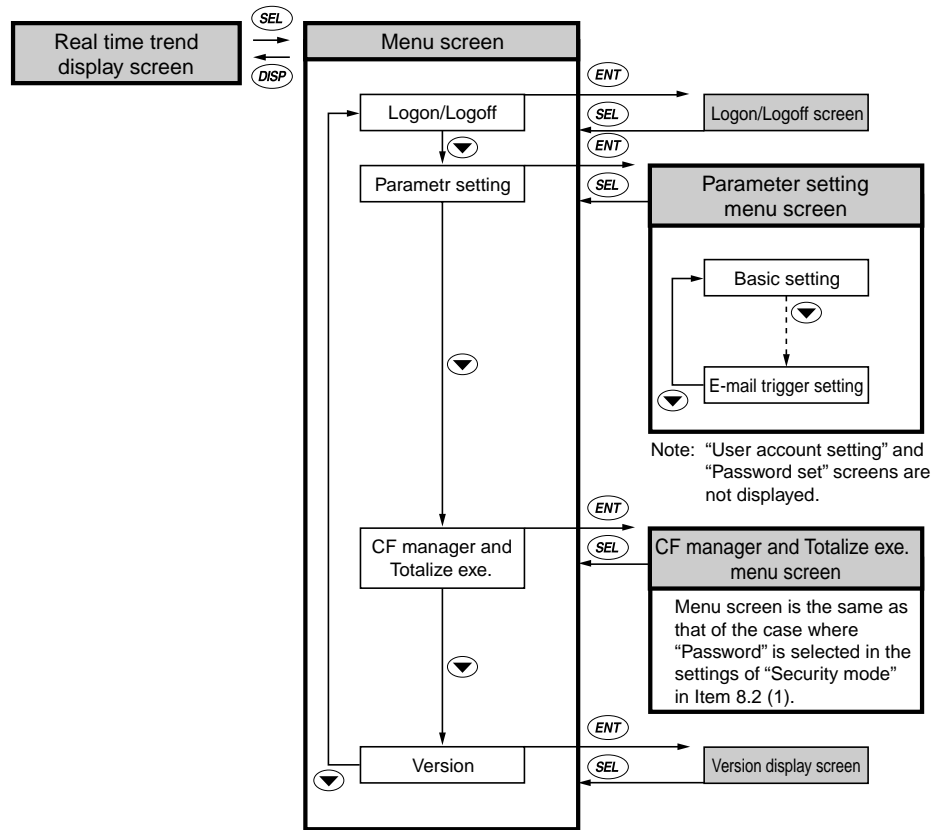 SEL
Real time trend
display screen
DISP
Menu screen
Logon/Logoff
ENT
SEL
Logon/Logoff screen
Parametr setting
ENT
SEL
Parameter setting
menu screen
Basic setting
E-mail trigger setting
Note: “User account setting” and
“Password set” screens are
not displayed.
CF manager and
Totalize exe.
ENT
SEL
CF manager and Totalize exe.
menu screen
Menu screen is the same as
that of the case where
“Password” is selected in the
settings of “Security mode”
in Item 8.2 (1).
Version
ENT
SEL
Version display screen